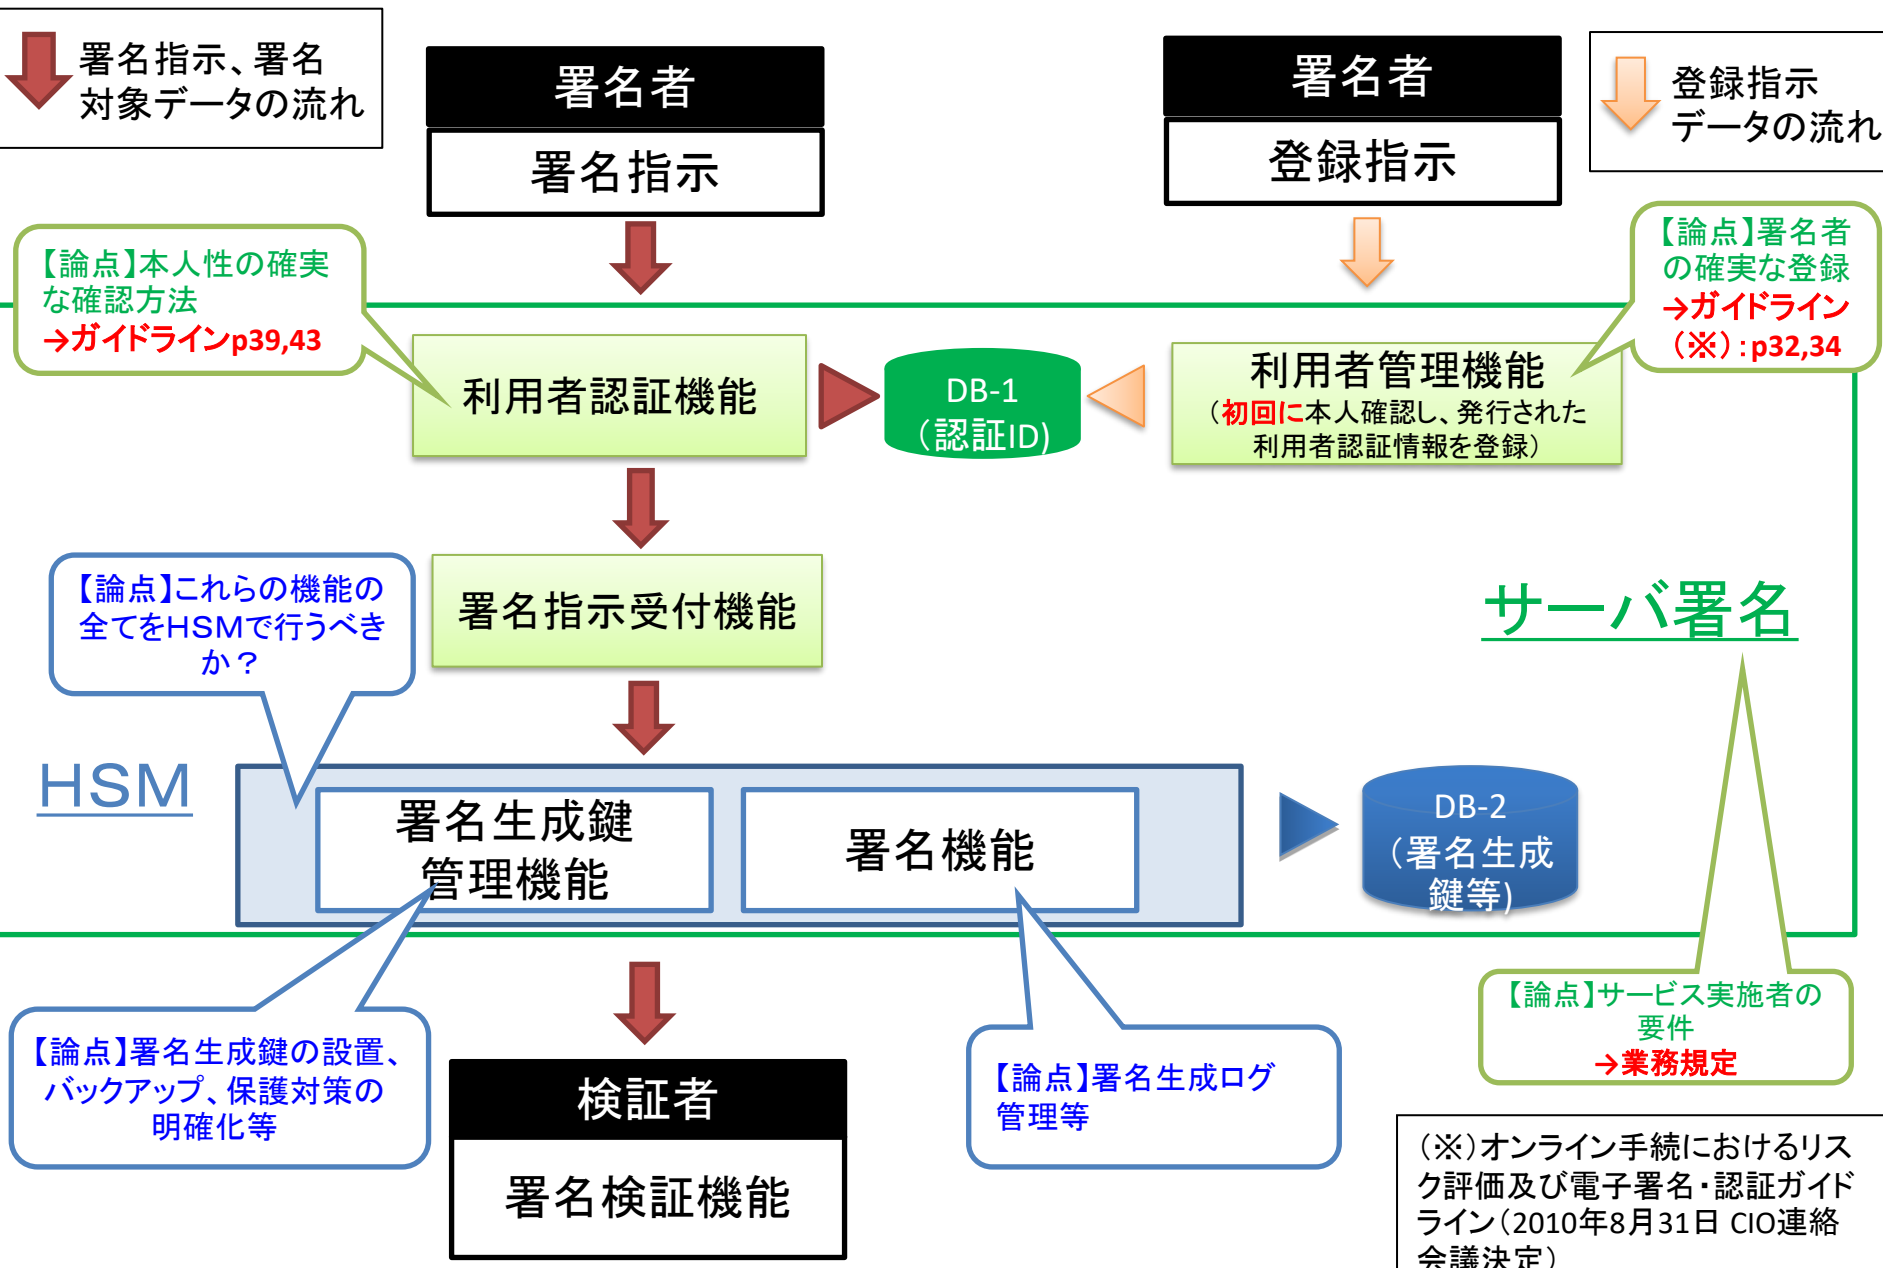 署名指示、署名
対象データの流れ
署名者
署名指示
署名者
登録指示
登録指示
データの流れ
【論点】本人性の確実
な確認方法
→ガイドラインp39,43
【論点】署名者
の確実な登録
→ガイドライン
（※）：p32,34
利用者認証機能
DB-1
（認証ID)
利用者管理機能
（初回に本人確認し、発行された
利用者認証情報を登録）
【論点】これらの機能の
全てをHSMで行うべき
か？
署名指示受付機能
サーバ署名
HSM
署名生成鍵
管理機能
署名機能
DB-2
（署名生成
鍵等)
【論点】署名生成鍵の設置、
バックアップ、保護対策の
明確化等
検証者
署名検証機能
【論点】署名生成ログ
管理等
【論点】サービス実施者の
要件
→業務規定
（※）オンライン手続におけるリス
ク評価及び電子署名・認証ガイド
ライン（2010年8月31日 CIO連絡
会議決定）